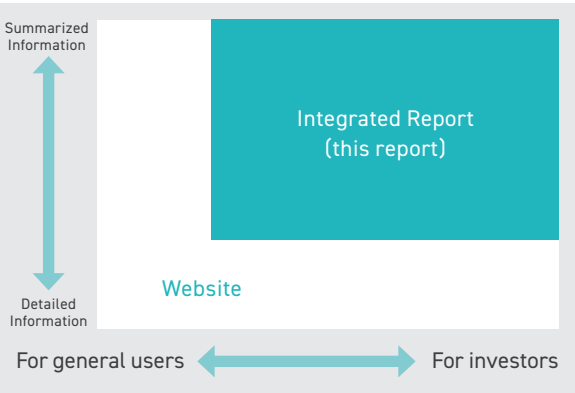 Summarized
Information
Integrated Report
(this report)
Website
Detailed
Information
For general users
For investors